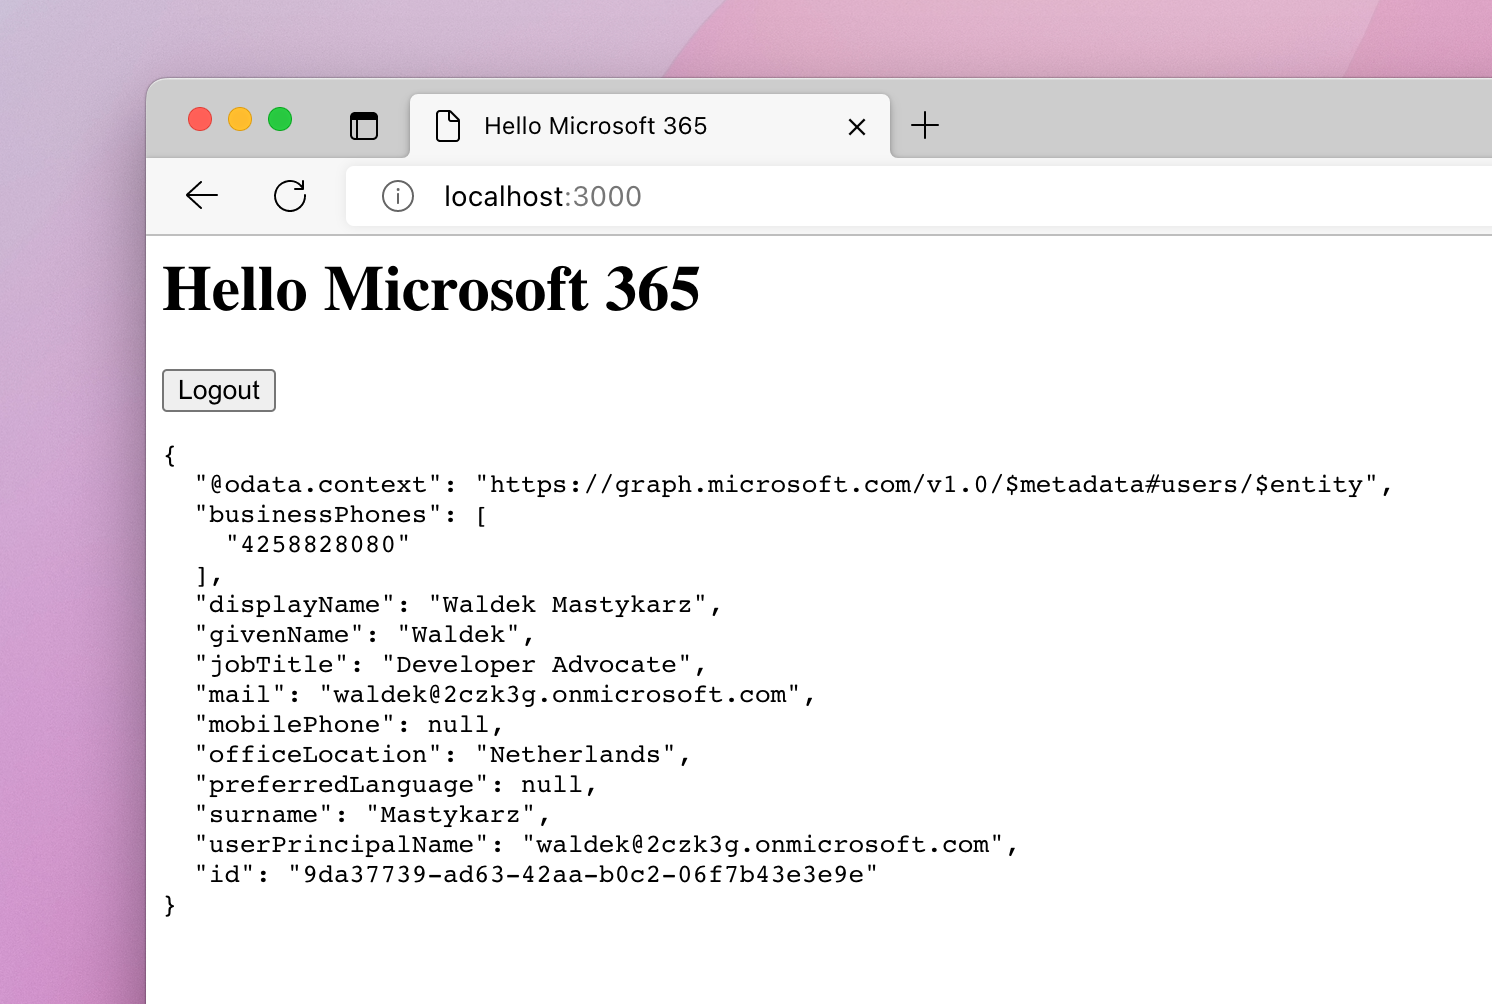 Hello Microsoft 365
localhost:3000
Hello Microsoft 365
Logout
{
  "@odata.context": "https://graph.microsoft.com/v1.0/$metadata#users/$entity",
  "businessPhones": [
    "4258828080"
  ],
  "displayName": "Waldek Mastykarz",
  "givenName": "Waldek",
  "jobTitle": "Developer Advocate",
  "mail": "waldek@2czk3g.onmicrosoft.com",
  "mobilePhone": null,
  "officeLocation": "Netherlands",
  "preferredLanguage": null,
  "surname": "Mastykarz",
  "userPrincipalName": "waldek@2czk3g.onmicrosoft.com",
  "id": "9da37739-ad63-42aa-b0c2-06f7b43e3e9e"
}